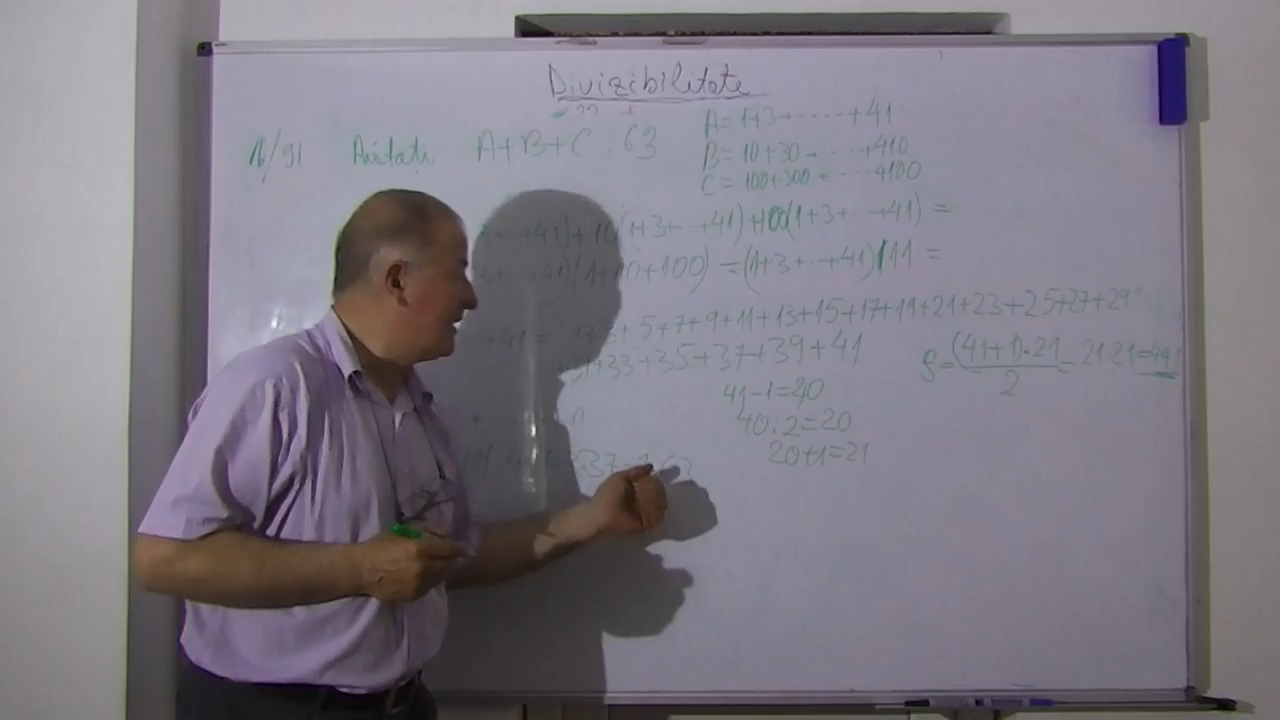 Divizibilitate
16/91 Arătați A+B+C ⋮ 63
A=1+3+.....+41
B=10+30+...+410
C=100+300+...4100
...+41)+10(1+3+...+41)+100(1+3+...+41)=
...41)(1+10+100)=(1+3+...+41)111=
+41= 1+3+5+7+9+11+13+15+17+19+21+23+25+27+29
+31+33+35+37+39+41
S=(41+1)·21/2=21·21=441
41-1=40
40:2=20
20+1=21